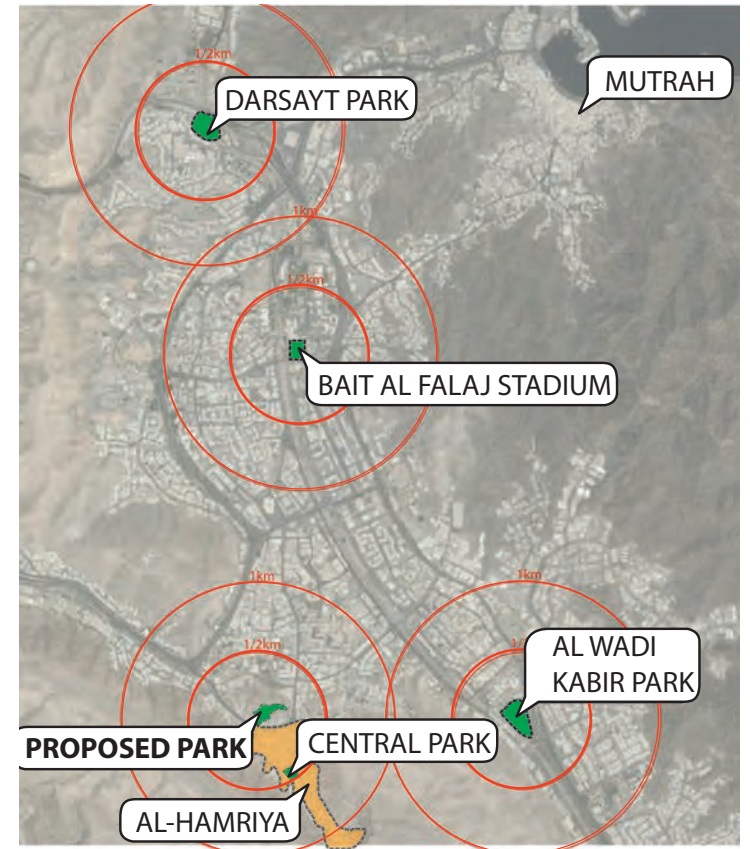 1/2km
DARSAYT PARK
MUTRAH
1km
1/2km
BAIT AL FALAJ STADIUM
1km
1km
1/2km
AL WADI
KABIR PARK
PROPOSED PARK
CENTRAL PARK
AL-HAMRIYA